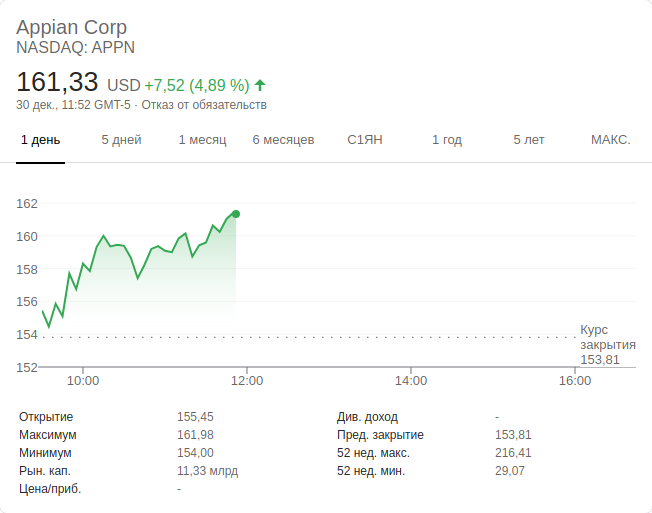 Appian Corp
NASDAQ: APPN
161,33 USD +7,52 (4,89 %)
30 дек., 11:52 GMT-5 · Отказ от обязательств
1 день 5 дней 1 месяц 6 месяцев С1ЯН 1 год 5 лет МАКС.
162
160
158
156
154
Курс
закрытия
153,81
152
10:00 12:00 14:00 16:00
Открытие 155,45 Див. доход -
Максимум 161,98 Пред. закрытие 153,81
Минимум 154,00 52 нед. макс. 216,41
Рын. кап. 11,33 млрд 52 нед. мин. 29,07
Цена/приб. -